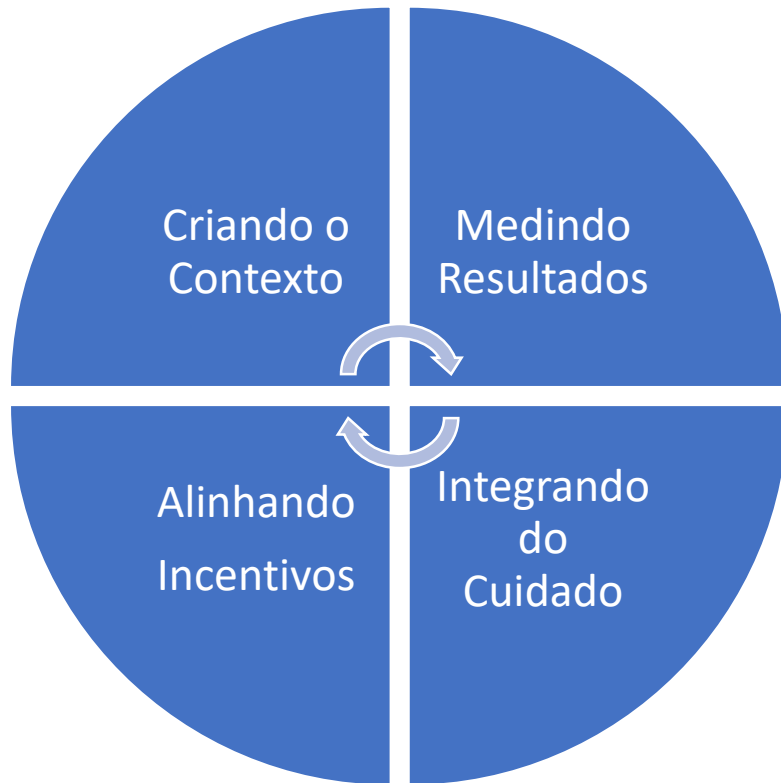 Criando o
Contexto
Medindo
Resultados
Alinhando
Incentivos
Integrando
do
Cuidado